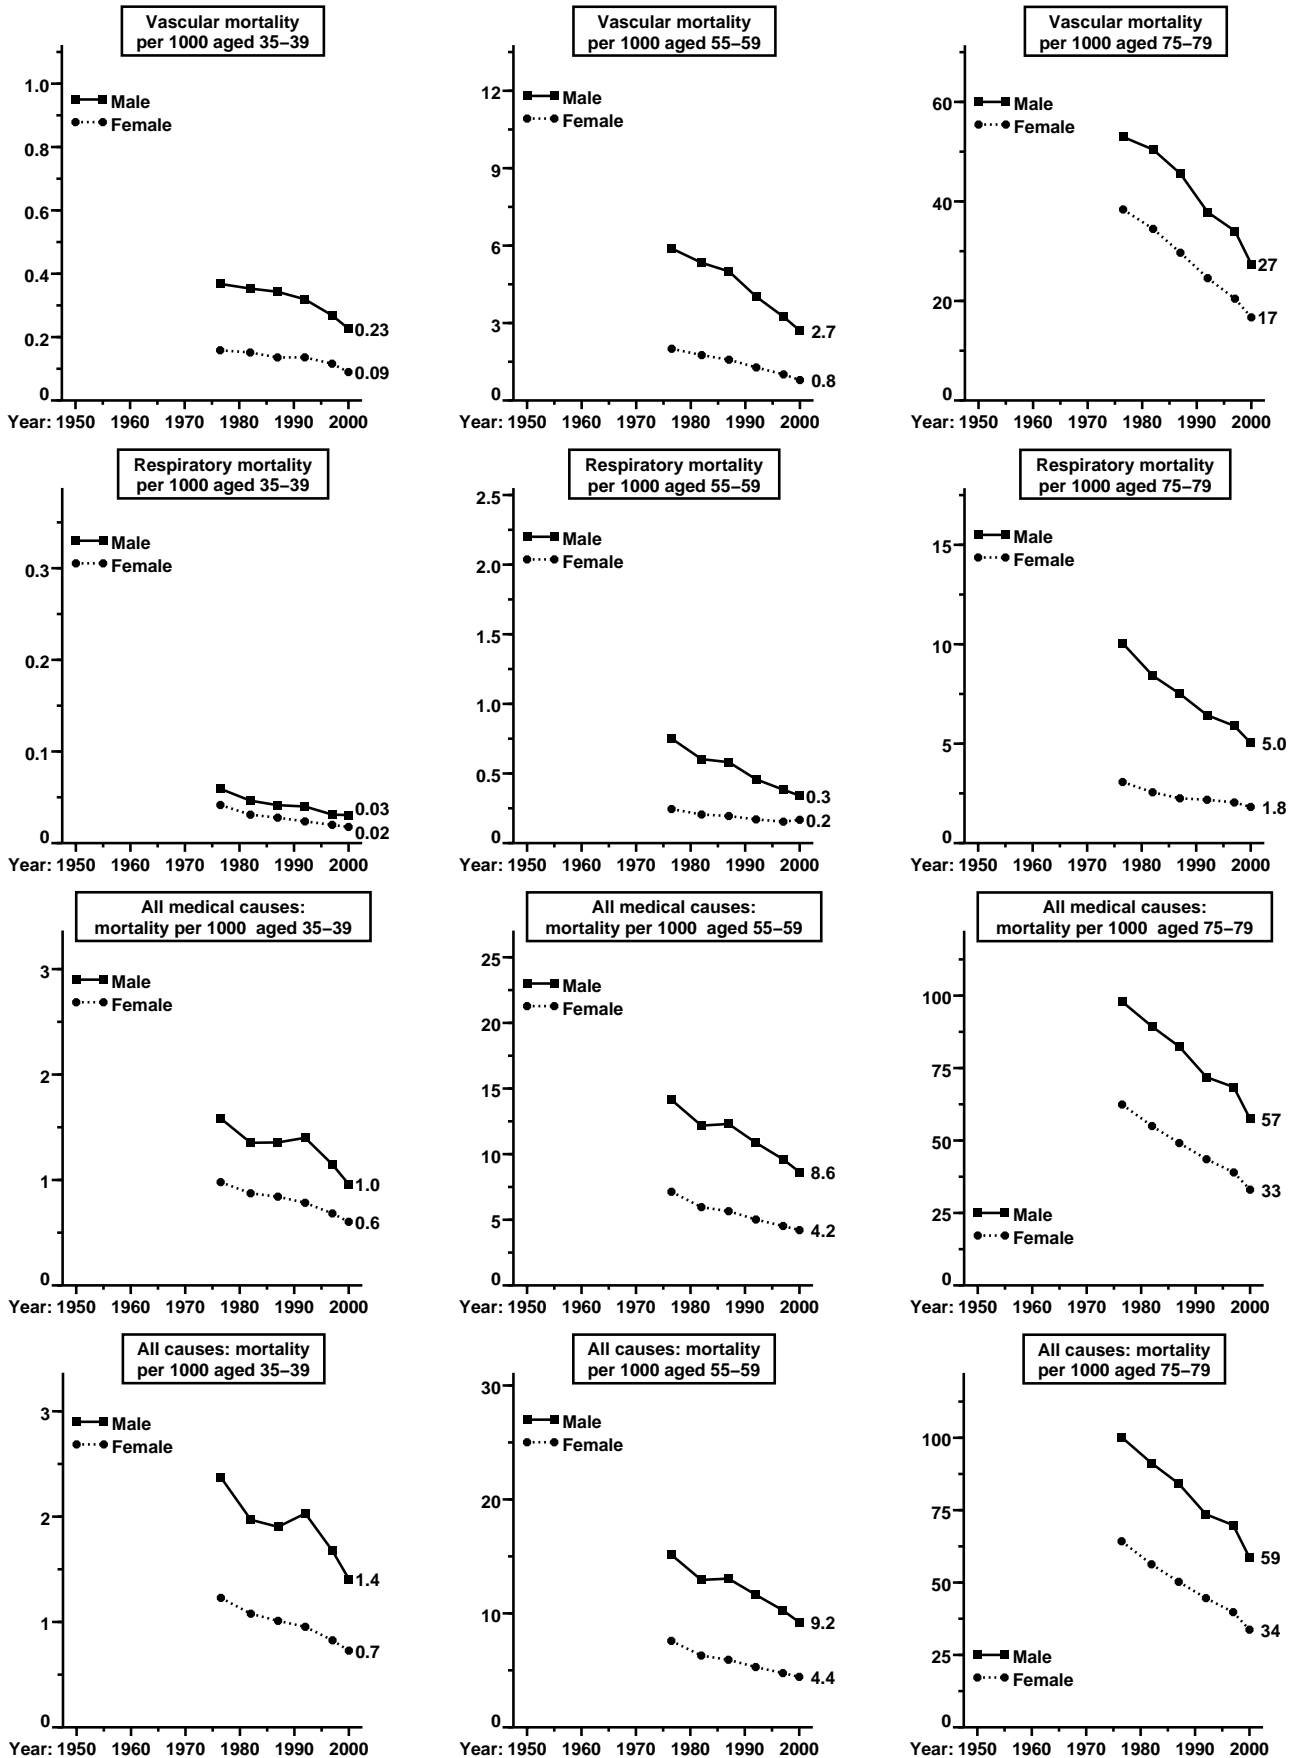 Vascular mortality
per 1000 aged 35–39
1.0
0.8
0.6
0.4
0.2
0
Male
Female
0.23
0.09
Year: 1950 1960 1970 1980 1990 2000
Vascular mortality
per 1000 aged 55–59
12
9
6
3
0
Male
Female
2.7
0.8
Year: 1950 1960 1970 1980 1990 2000
Vascular mortality
per 1000 aged 75–79
60
40
20
0
Male
Female
27
17
Year: 1950 1960 1970 1980 1990 2000
Respiratory mortality
per 1000 aged 35–39
0.3
0.2
0.1
0
Male
Female
0.03
0.02
Year: 1950 1960 1970 1980 1990 2000
Respiratory mortality
per 1000 aged 55–59
2.5
2.0
1.5
1.0
0.5
0
Male
Female
0.3
0.2
Year: 1950 1960 1970 1980 1990 2000
Respiratory mortality
per 1000 aged 75–79
15
10
5
0
Male
Female
5.0
1.8
Year: 1950 1960 1970 1980 1990 2000
All medical causes:
mortality per 1000 aged 35–39
3
2
1
0
Male
Female
1.0
0.6
Year: 1950 1960 1970 1980 1990 2000
All medical causes:
mortality per 1000 aged 55–59
25
20
15
10
5
0
Male
Female
8.6
4.2
Year: 1950 1960 1970 1980 1990 2000
All medical causes:
mortality per 1000 aged 75–79
100
75
50
25
0
Male
Female
57
33
Year: 1950 1960 1970 1980 1990 2000
All causes: mortality
per 1000 aged 35–39
3
2
1
0
Male
Female
1.4
0.7
Year: 1950 1960 1970 1980 1990 2000
All causes: mortality
per 1000 aged 55–59
30
20
10
0
Male
Female
9.2
4.4
Year: 1950 1960 1970 1980 1990 2000
All causes: mortality
per 1000 aged 75–79
100
75
50
25
0
Male
Female
59
34
Year: 1950 1960 1970 1980 1990 2000